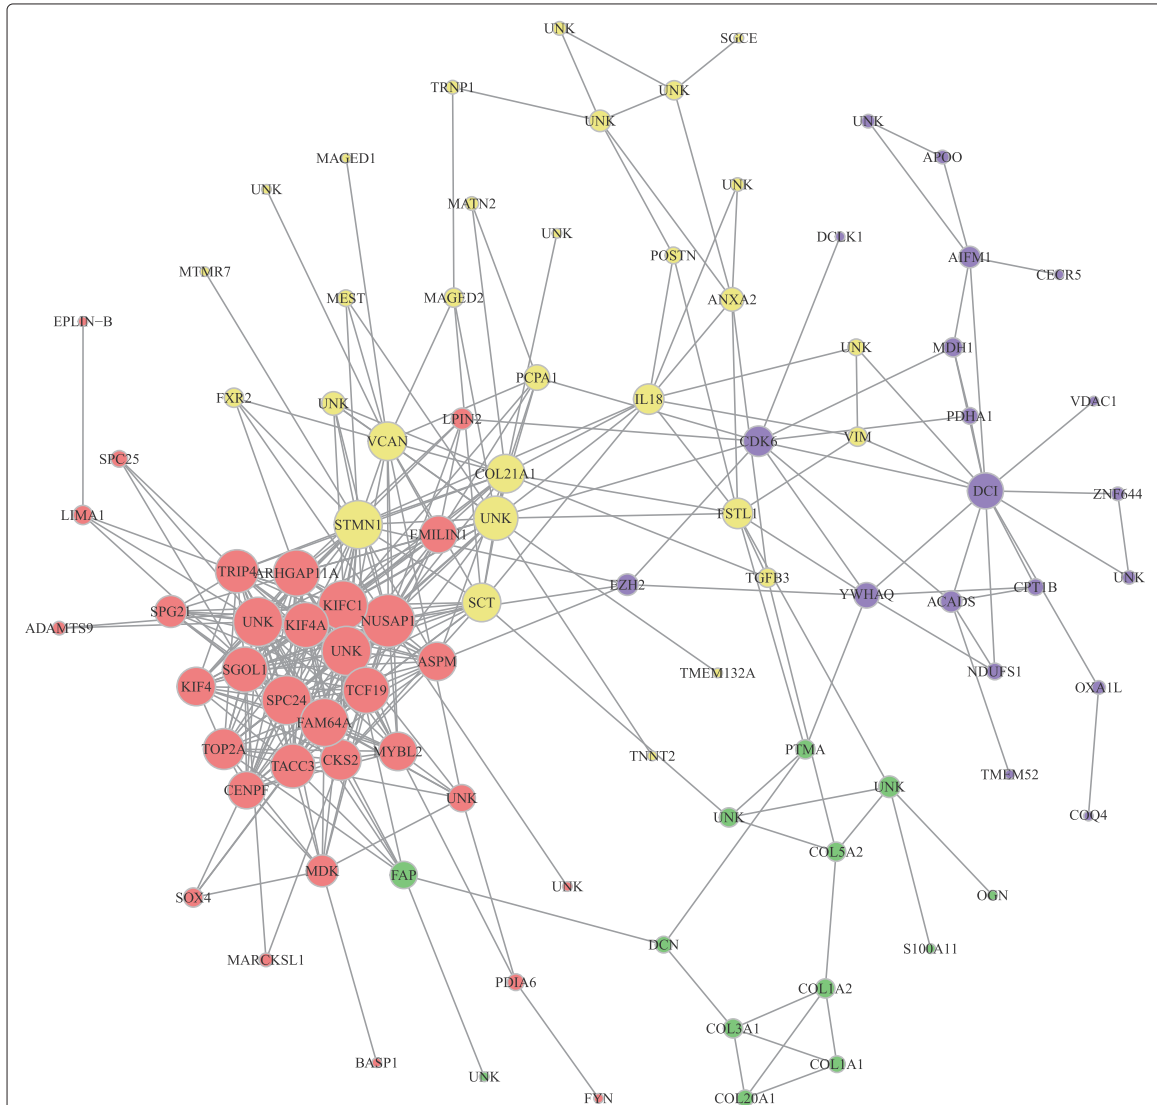 UNK
SGCE
TRNP1
UNK
UNK
UNK
APOO
MAGED1
UNK
UNK
MATN2
UNK
DCLK1
POSTN
AIFM1
CECR5
MTMR7
MEST
MAGED2
ANXA2
EPLIN-B
UNK
MDH1
PCPA1
FXR2
UNK
IL18
VDAC1
LPIN2
PDHA1
VCAN
CDK6
VIM
SPC25
COL21A1
DCI
ZNF644
LIMA1
STMN1
UNK
FSTL1
EMILIN1
TRIP4
ARHGAP11A
TGFB3
UNK
EZH2
CPT1B
YWHAQ
ACADS
SPG21
KIFC1
SCT
ADAMTS9
UNK
KIF4A
NUSAP1
UNK
SGOL1
ASPM
TMEM132A
NDUFS1
KIF4
TCF19
OXA1L
SPC24
FAM64A
TOP2A
MYBL2
TNNT2
PTMA
TACC3
CKS2
TMEM52
CENPF
UNK
UNK
UNK
COQ4
COL5A2
MDK
FAP
UNK
SOX4
OGN
DCN
S100A11
MARCKSL1
PDIA6
COL1A2
COL3A1
BASP1
COL1A1
UNK
FYN
COL20A1